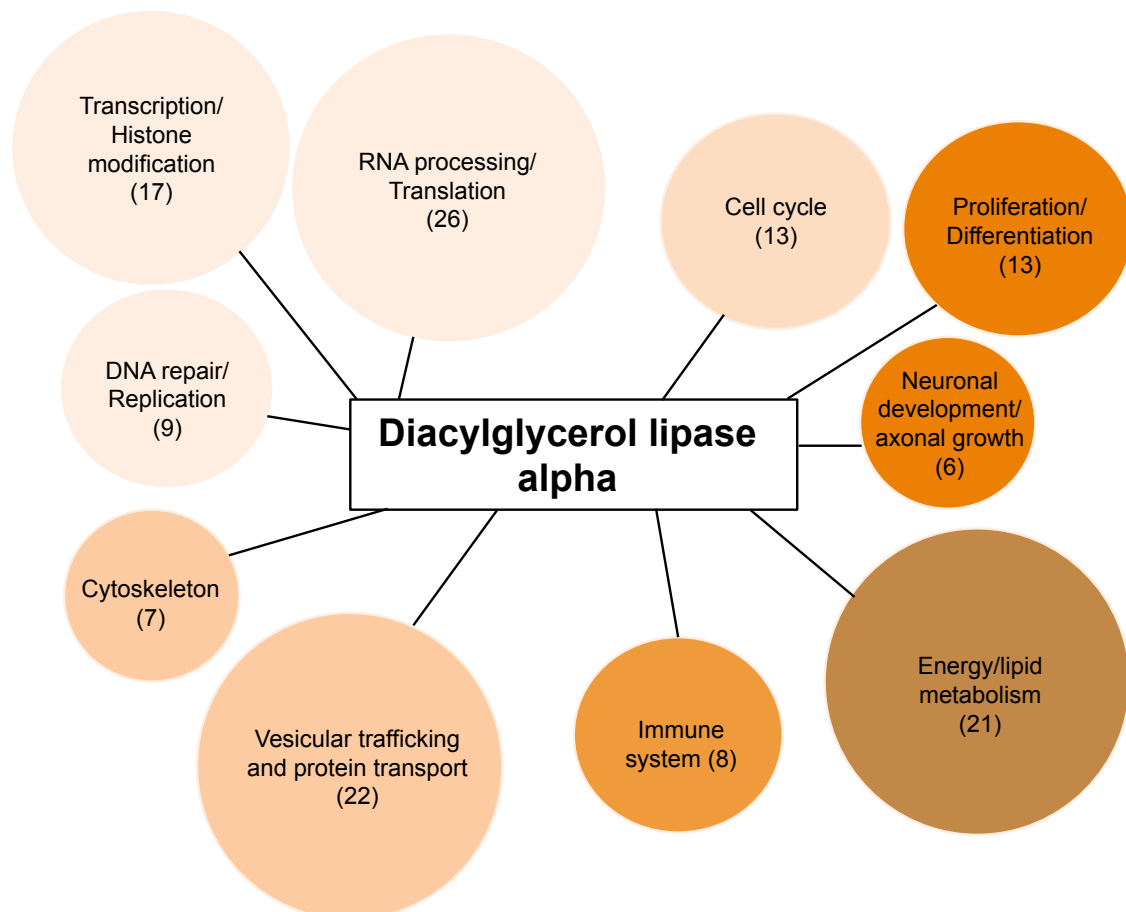 Transcription/
Histone
modification
(17)
RNA processing/
Translation
(26)
Cell cycle
(13)
Proliferation/
Differentiation
(13)
DNA repair/
Replication
(9)
Diacylglycerol lipase
alpha
Neuronal
development/
axonal growth
(6)
Cytoskeleton
(7)
Vesicular trafficking
and protein transport
(22)
Immune
system (8)
Energy/lipid
metabolism
(21)